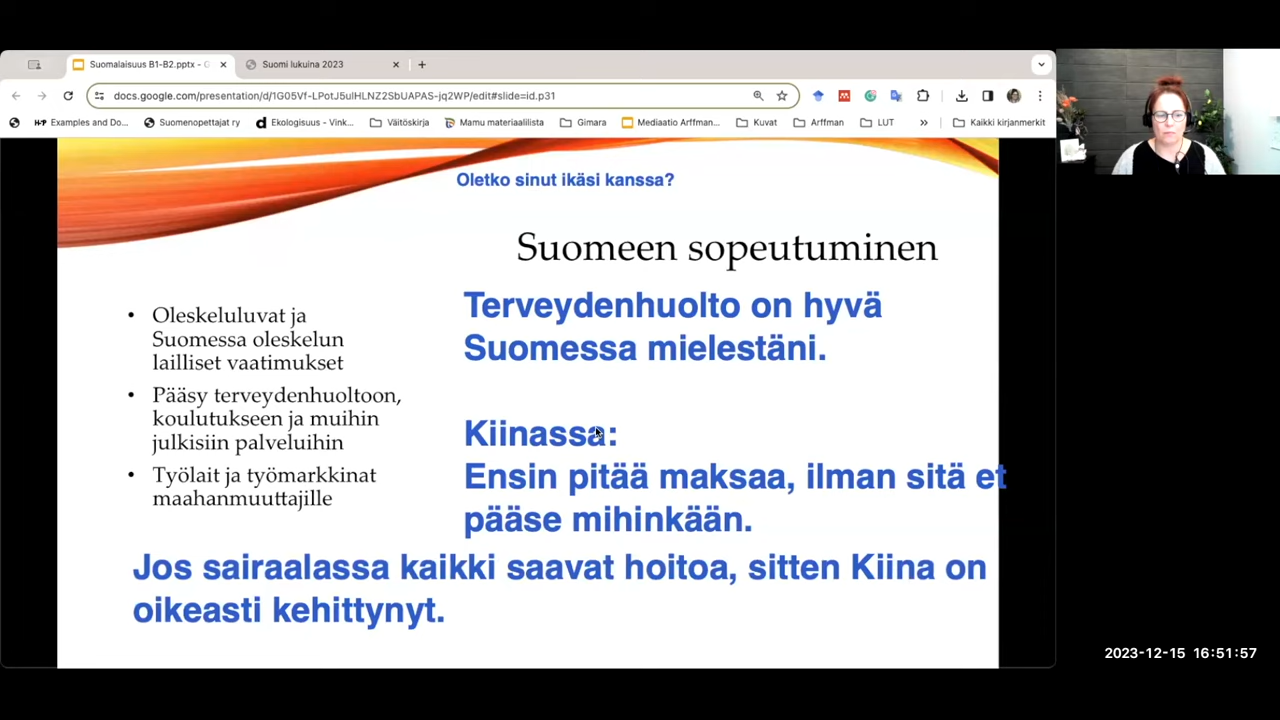 Suomalaisuus B1-B2.pptx - G
Suomi lukuina 2023
docs.google.com/presentation/d/1G05Vf-LPotJ5ulHLNZ2SbUAPAS-jq2WP/edit#slide=id.p31
Examples and Do...
Suomenopettajat ry
Ekologisuus - Vink...
Väitöskirja
Mamu materiaalilista
Gimara
Mediaatio Arffman...
Kuvat
Arffman
LUT
»
Kaikki kirjanmerkit
Oletko sinut ikäsi kanssa?
Suomeen sopeutuminen
• Oleskeluluvat ja
Suomessa oleskelun
lailliset vaatimukset
• Pääsy terveydenhuoltoon,
koulutukseen ja muihin
julkisiin palveluihin
• Työlait ja työmarkkinat
maahanmuuttajille
Terveydenhuolto on hyvä
Suomessa mielestäni.
Kiinassa:
Ensin pitää maksaa, ilman sitä et
pääse mihinkään.
Jos sairaalassa kaikki saavat hoitoa, sitten Kiina on
oikeasti kehittynyt.
2023-12-15 16:51:57